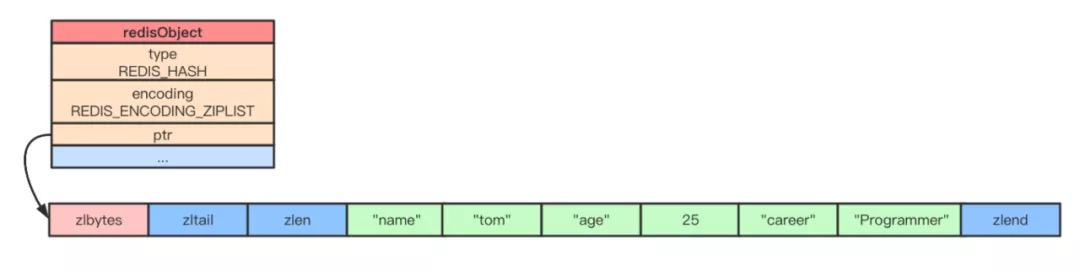 redisObject
type
REDIS_HASH
encoding
REDIS_ENCODING_ZIPLIST
ptr
...
zlbytes zltail zlen "name" "tom" "age" 25 "career" "Programmer" zlend